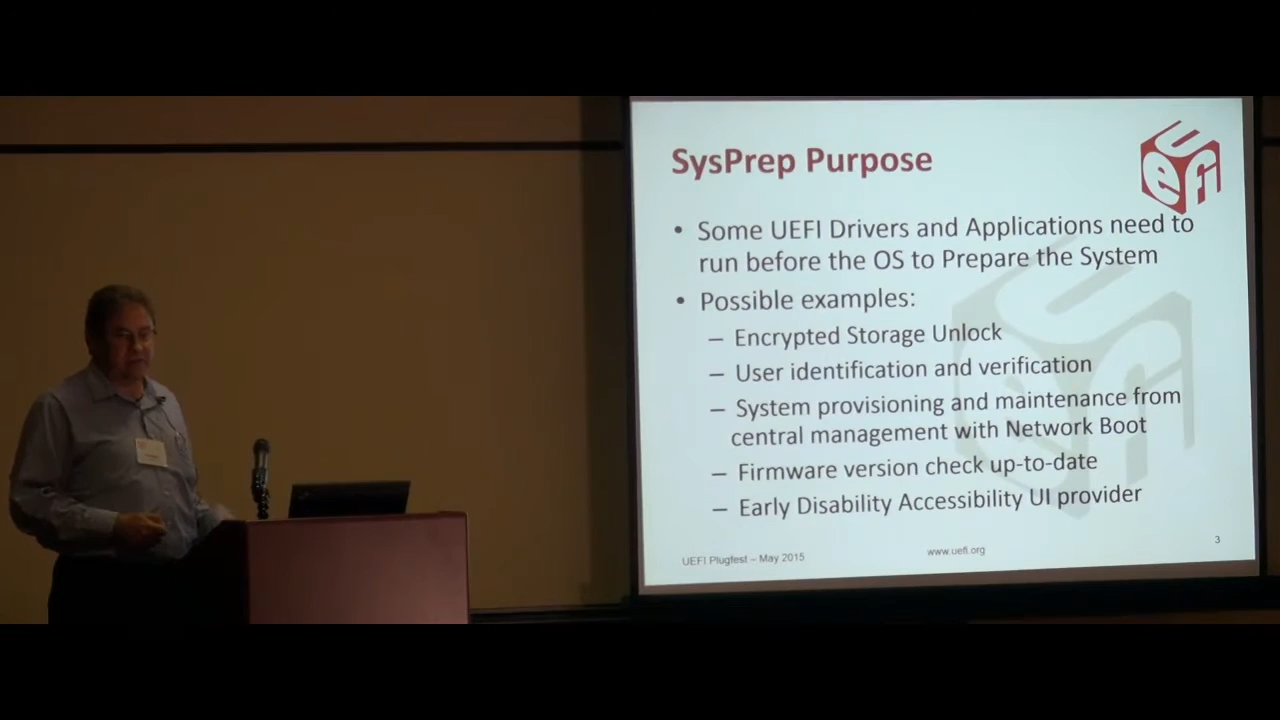 SysPrep Purpose
UEFI
• Some UEFI Drivers and Applications need to
run before the OS to Prepare the System
• Possible examples:
– Encrypted Storage Unlock
– User identification and verification
– System provisioning and maintenance from
central management with Network Boot
– Firmware version check up-to-date
– Early Disability Accessibility UI provider
UEFI Plugfest – May 2015
www.uefi.org
3